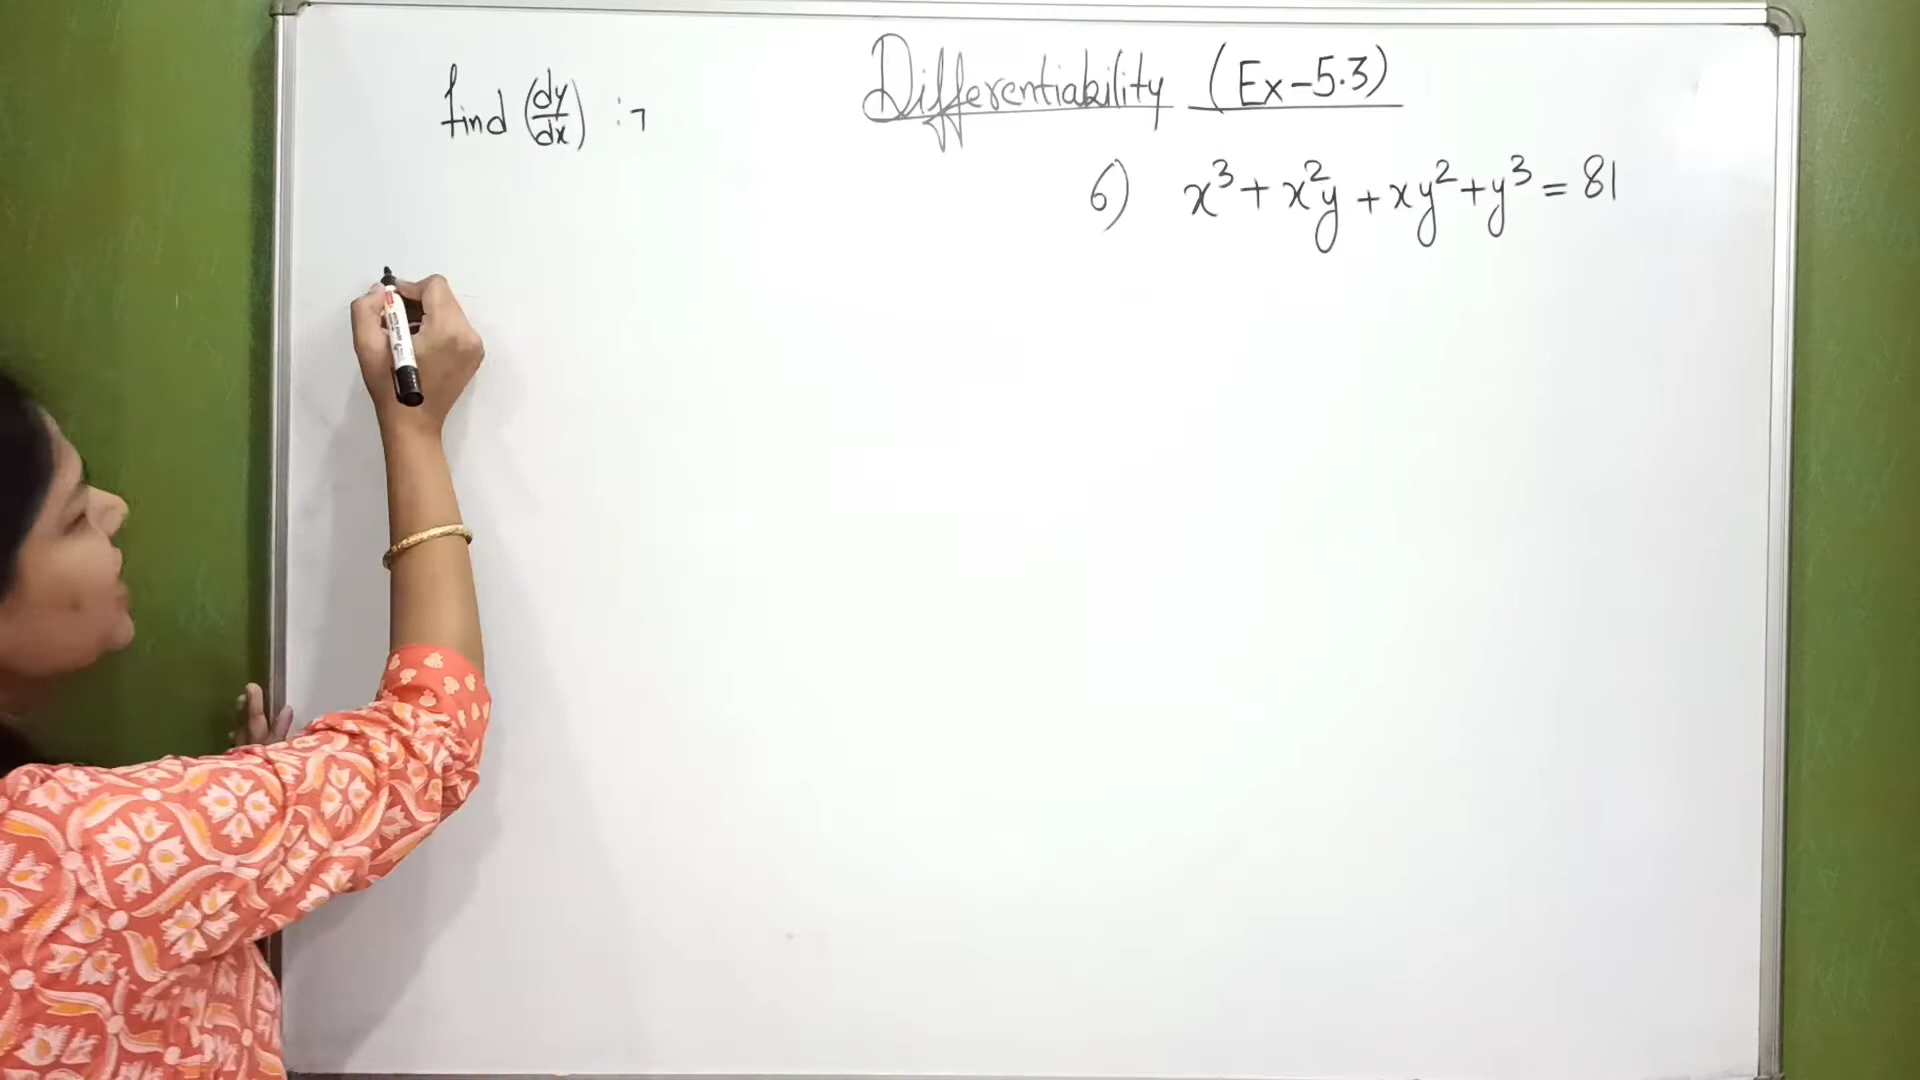 Differentiability (Ex-5.3)
find (dy/dx) :-
6) x³ + x²y + xy² + y³ = 81